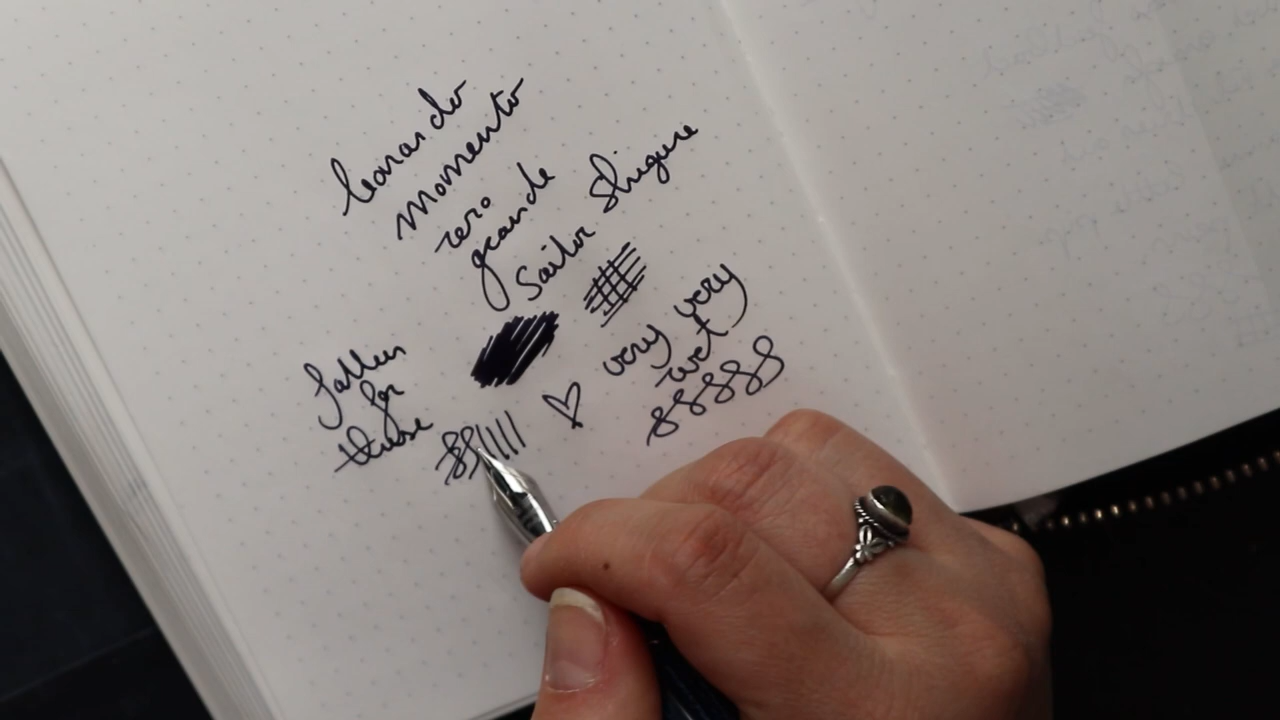 Leonardo
Momento
zero
grande
Sailor Shigure
very very
wet
fallen
for
these